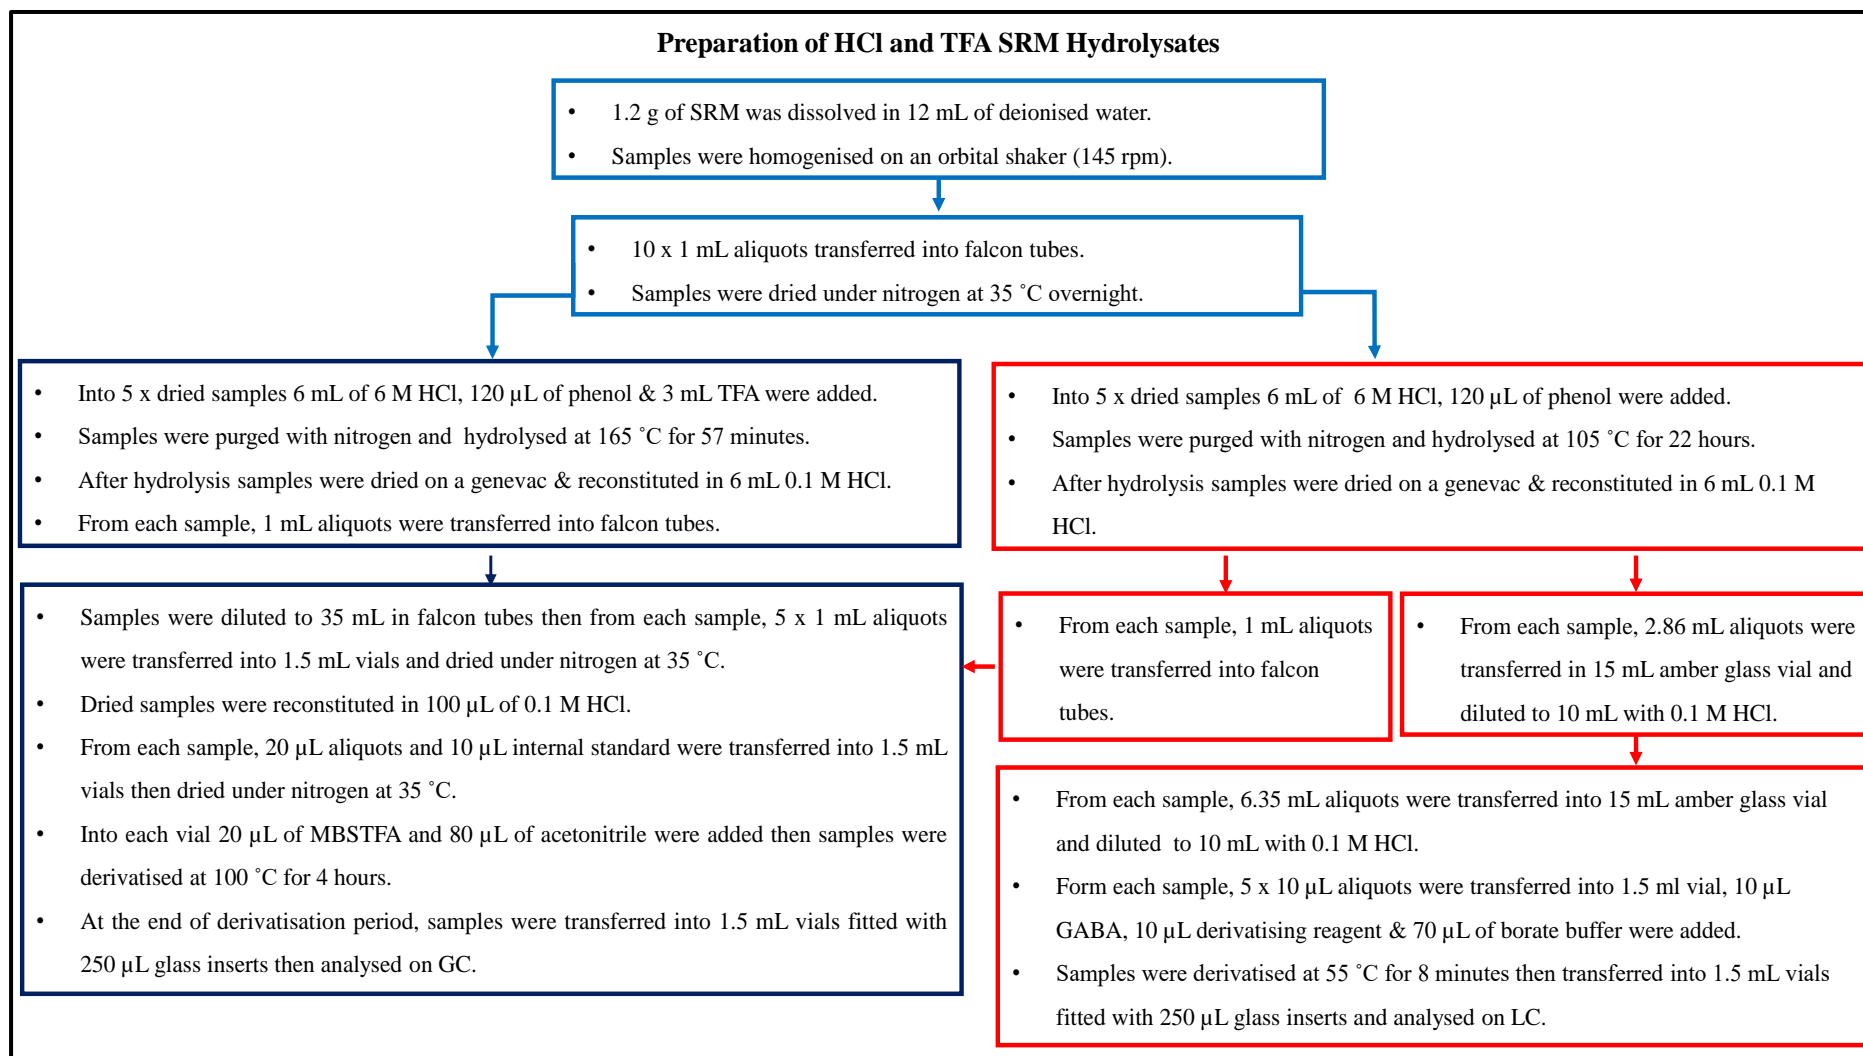 Preparation of HCl and TFA SRM Hydrolysates
• 1.2 g of SRM was dissolved in 12 mL of deionised water.
• Samples were homogenised on an orbital shaker (145 rpm).
• 10 x 1 mL aliquots transferred into falcon tubes.
• Samples were dried under nitrogen at 35 ˚C overnight.
• Into 5 x dried samples 6 mL of 6 M HCl, 120 µL of phenol & 3 mL TFA were added.
• Samples were purged with nitrogen and hydrolysed at 165 ˚C for 57 minutes.
• After hydrolysis samples were dried on a genevac & reconstituted in 6 mL 0.1 M HCl.
• From each sample, 1 mL aliquots were transferred into falcon tubes.
• Into 5 x dried samples 6 mL of 6 M HCl, 120 µL of phenol were added.
• Samples were purged with nitrogen and hydrolysed at 105 ˚C for 22 hours.
• After hydrolysis samples were dried on a genevac & reconstituted in 6 mL 0.1 M
HCl.
• Samples were diluted to 35 mL in falcon tubes then from each sample, 5 x 1 mL aliquots
were transferred into 1.5 mL vials and dried under nitrogen at 35 ˚C.
• Dried samples were reconstituted in 100 µL of 0.1 M HCl.
• From each sample, 20 µL aliquots and 10 µL internal standard were transferred into 1.5 mL
vials then dried under nitrogen at 35 ˚C.
• Into each vial 20 µL of MBSTFA and 80 µL of acetonitrile were added then samples were
derivatised at 100 ˚C for 4 hours.
• At the end of derivatisation period, samples were transferred into 1.5 mL vials fitted with
250 µL glass inserts then analysed on GC.
• From each sample, 1 mL aliquots
were transferred into falcon
tubes.
• From each sample, 2.86 mL aliquots were
transferred in 15 mL amber glass vial and
diluted to 10 mL with 0.1 M HCl.
• From each sample, 6.35 mL aliquots were transferred into 15 mL amber glass vial
and diluted to 10 mL with 0.1 M HCl.
• Form each sample, 5 x 10 µL aliquots were transferred into 1.5 ml vial, 10 µL
GABA, 10 µL derivatising reagent & 70 µL of borate buffer were added.
• Samples were derivatised at 55 ˚C for 8 minutes then transferred into 1.5 mL vials
fitted with 250 µL glass inserts and analysed on LC.